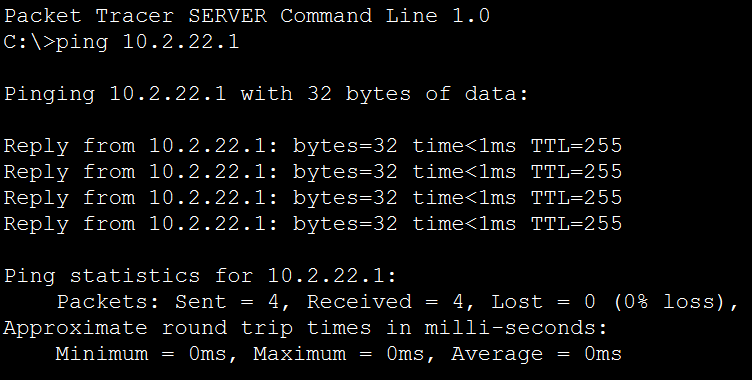 Packet Tracer SERVER Command Line 1.0
C:\>ping 10.2.22.1
Pinging 10.2.22.1 with 32 bytes of data:
Reply from 10.2.22.1: bytes=32 time<1ms TTL=255
Reply from 10.2.22.1: bytes=32 time<1ms TTL=255
Reply from 10.2.22.1: bytes=32 time<1ms TTL=255
Reply from 10.2.22.1: bytes=32 time<1ms TTL=255
Ping statistics for 10.2.22.1:
    Packets: Sent = 4, Received = 4, Lost = 0 (0% loss),
Approximate round trip times in milli-seconds:
    Minimum = 0ms, Maximum = 0ms, Average = 0ms